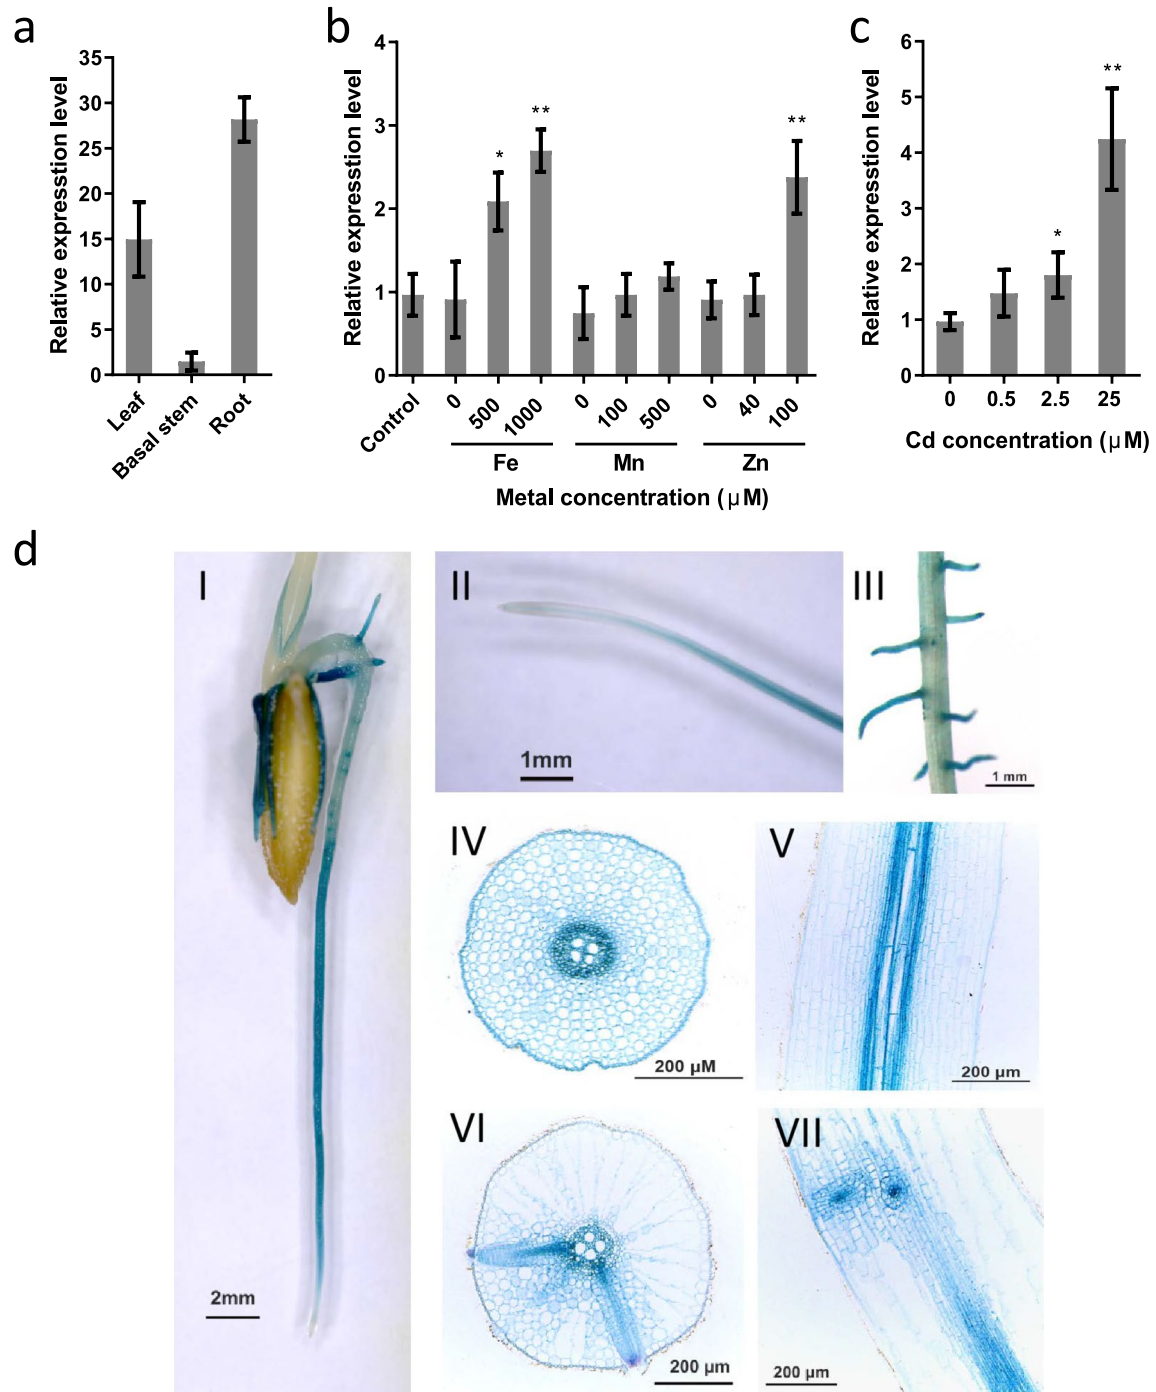 a
Relative expresstion level
35
30
25
20
15
10
5
0
Leaf
Basal stem
Root
b
Relative expresstion level
4
3
2
1
0
*
**
**
Control
0
500
1000
0
100
500
0
40
100
Fe
Mn
Zn
Metal concentration (μM)
c
Relative expresstion level
6
5
4
3
2
1
0
*
**
0
0.5
2.5
25
Cd concentration (μM)
d
I
2mm
II
1mm
III
1 mm
IV
200 μM
V
200 μm
VI
200 μm
VII
200 μm